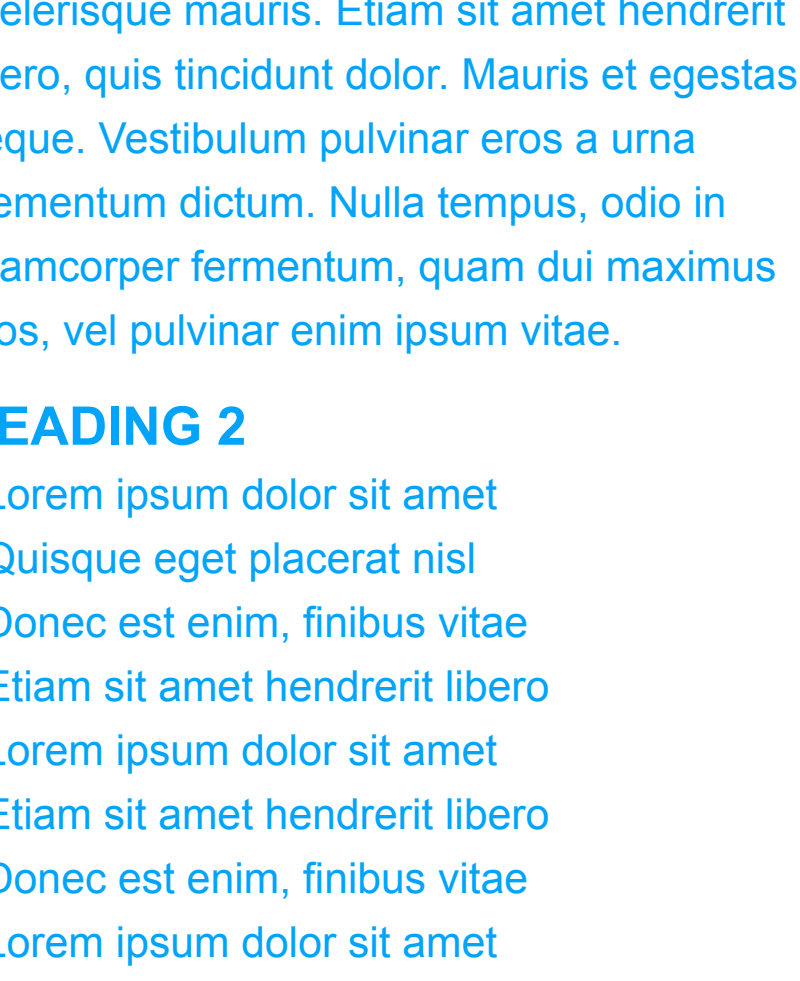 elerisque mauris. Etiam sit amet hendrerit
ero, quis tincidunt dolor. Mauris et egestas
eque. Vestibulum pulvinar eros a urna
ementum dictum. Nulla tempus, odio in
amcorper fermentum, quam dui maximus
os, vel pulvinar enim ipsum vitae.
EADING 2
Lorem ipsum dolor sit amet
Quisque eget placerat nisl
Donec est enim, finibus vitae
Etiam sit amet hendrerit libero
Lorem ipsum dolor sit amet
Etiam sit amet hendrerit libero
Donec est enim, finibus vitae
Lorem ipsum dolor sit amet